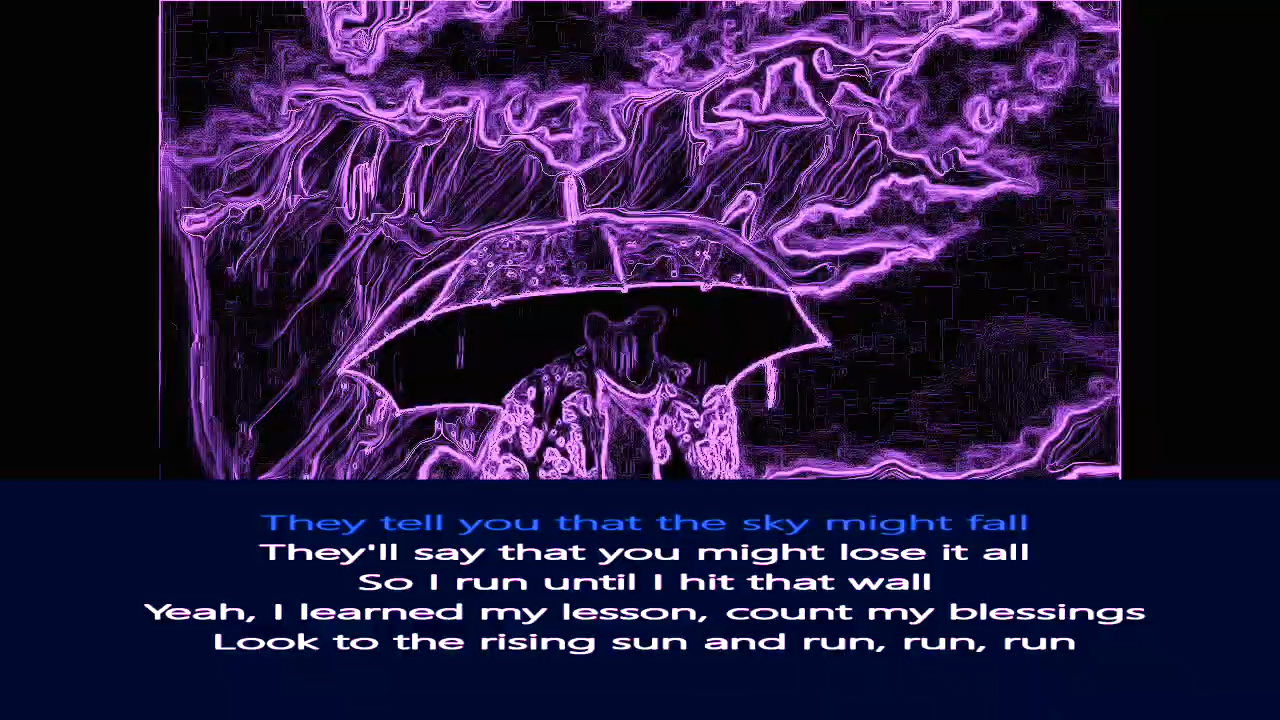 They tell you that the sky might fall
They'll say that you might lose it all
So I run until I hit that wall
Yeah, I learned my lesson, count my blessings
Look to the rising sun and run, run, run